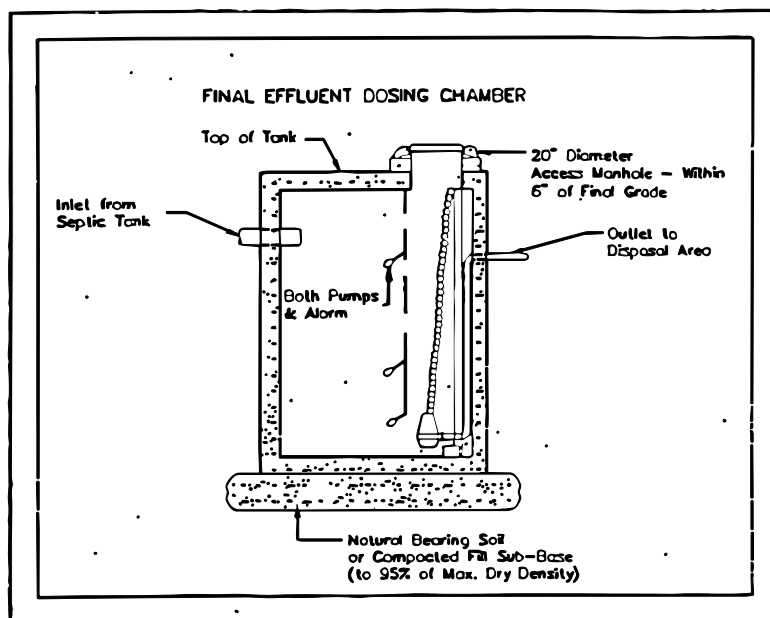 FINAL EFFLUENT DOSING CHAMBER
Top of Tank
20" Diameter
Access Manhole - Within
6" of Final Grade
Inlet from
Septic Tank
Outlet to
Disposal Area
Both Pumps
& Alarm
Natural Bearing Soil
or Compacted Fill Sub-Base
(to 95% of Max. Dry Density)